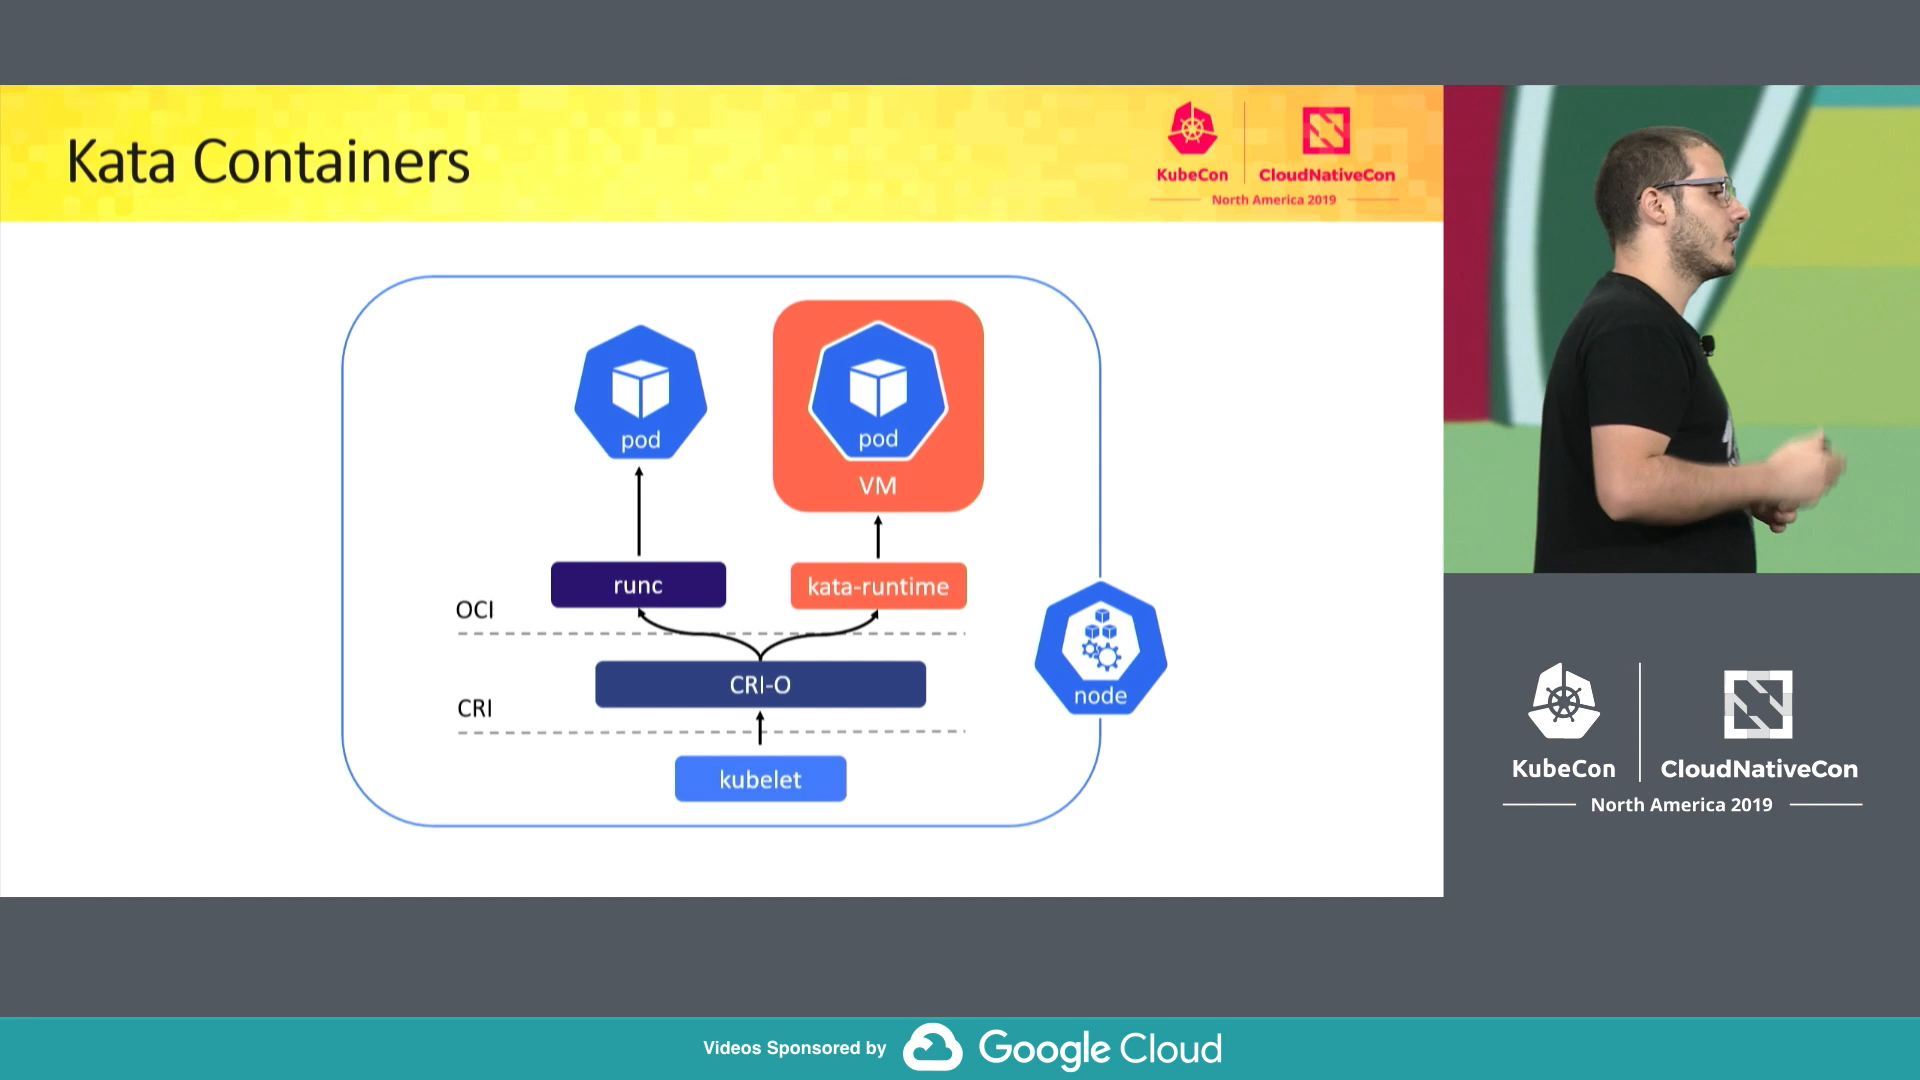 Kata Containers
KubeCon
CloudNativeCon
North America 2019
pod
pod
VM
runc
kata-runtime
OCI
CRI-O
CRI
node
kubelet
KubeCon
CloudNativeCon
North America 2019
Videos Sponsored by
Google Cloud